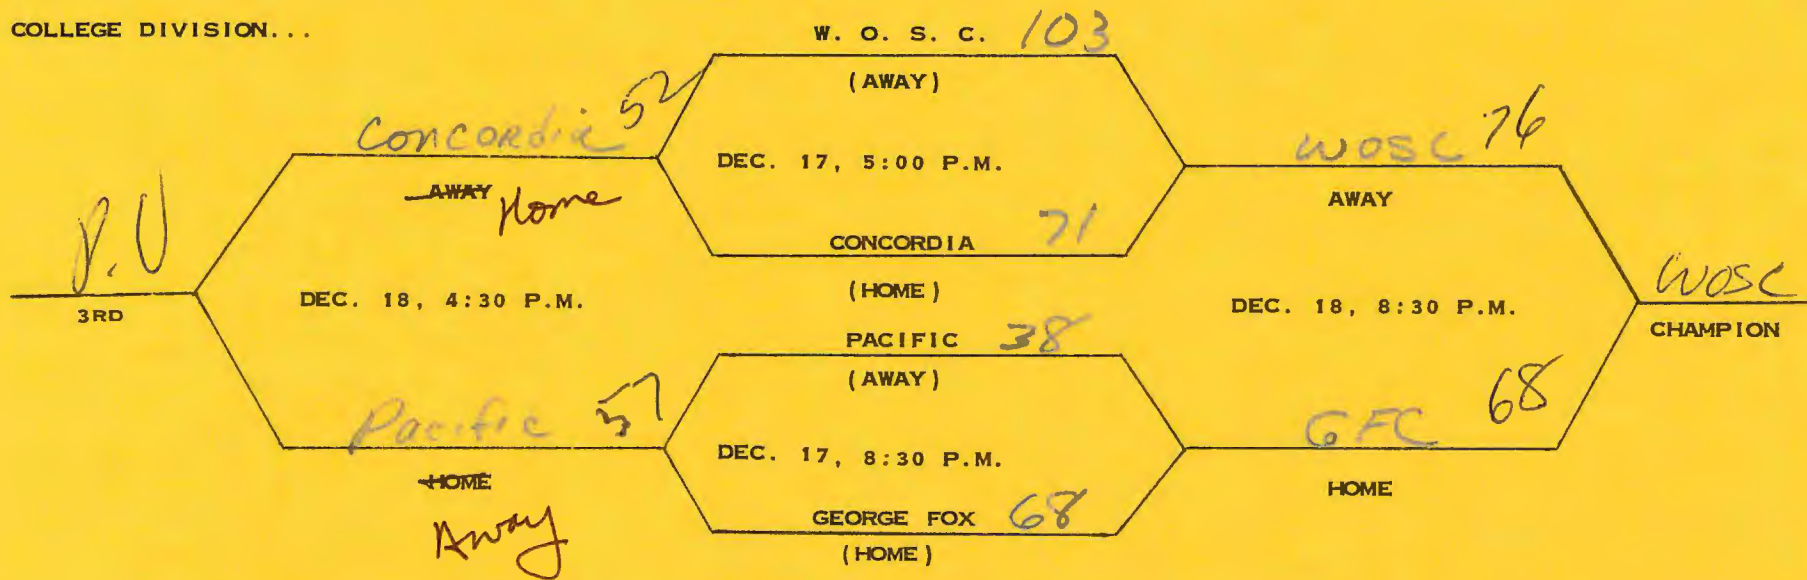 COLLEGE DIVISION...
W. O. S. C. 103
(AWAY)
Concordia 52
DEC. 17, 5:00 P.M.
WOSC 76
AWAY Home
AWAY
P.U
CONCORDIA 71
(HOME)
WOSC
3RD
DEC. 18, 4:30 P.M.
DEC. 18, 8:30 P.M.
CHAMPION
PACIFIC 38
(AWAY)
Pacific 57
GFC 68
DEC. 17, 8:30 P.M.
HOME
HOME
Away
GEORGE FOX 68
(HOME)